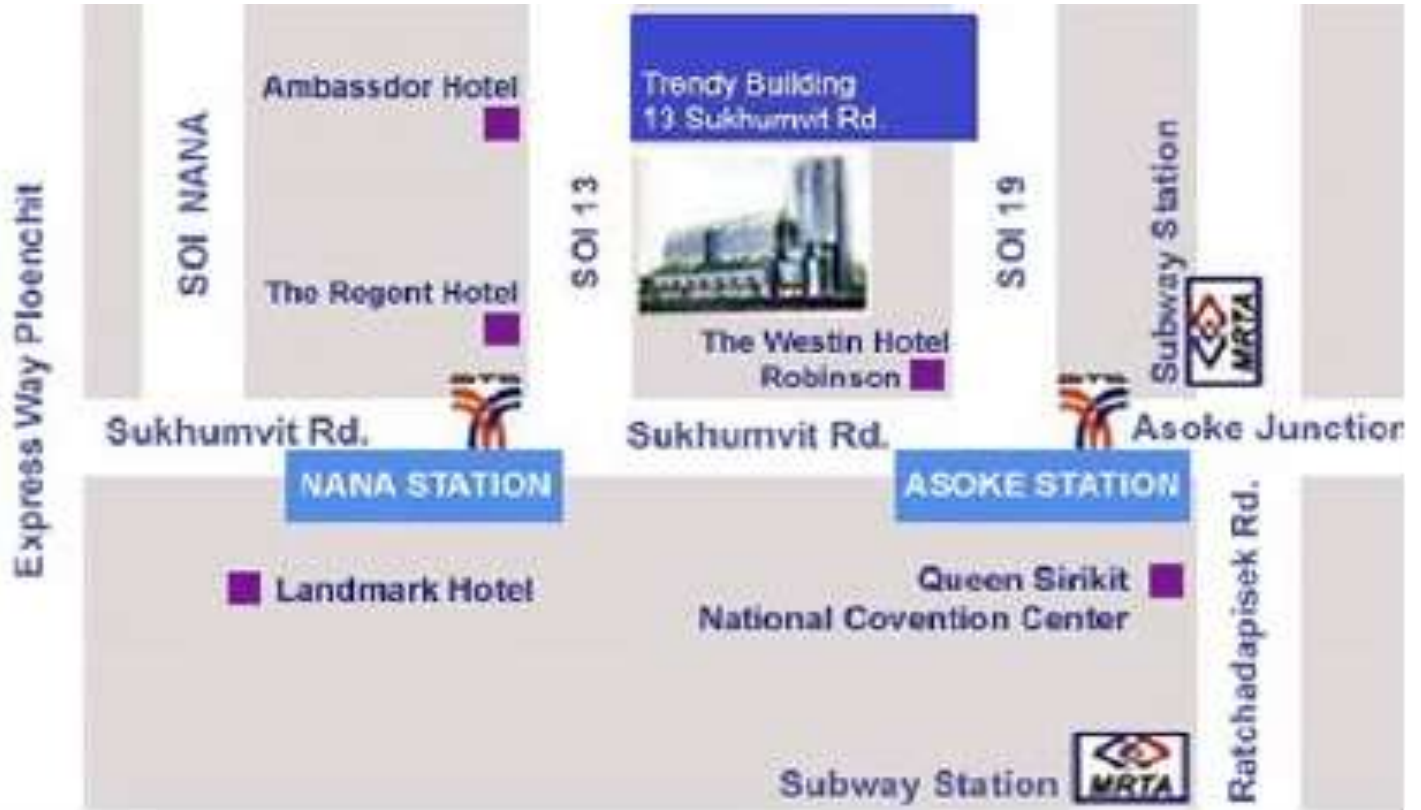 Ambassdor Hotel
Trendy Building
13 Sukhumvit Rd.
SOI NANA
SOI 13
SOI 19
Subway Station
MRTA
Express Way Ploenchit
The Regent Hotel
The Westin Hotel
Robinson
BTS
BTS
Sukhumvit Rd.
Sukhumvit Rd.
Asoke Junction
NANA STATION
ASOKE STATION
Landmark Hotel
Queen Sirikit
National Covention Center
Ratchadapisek Rd.
Subway Station
MRTA